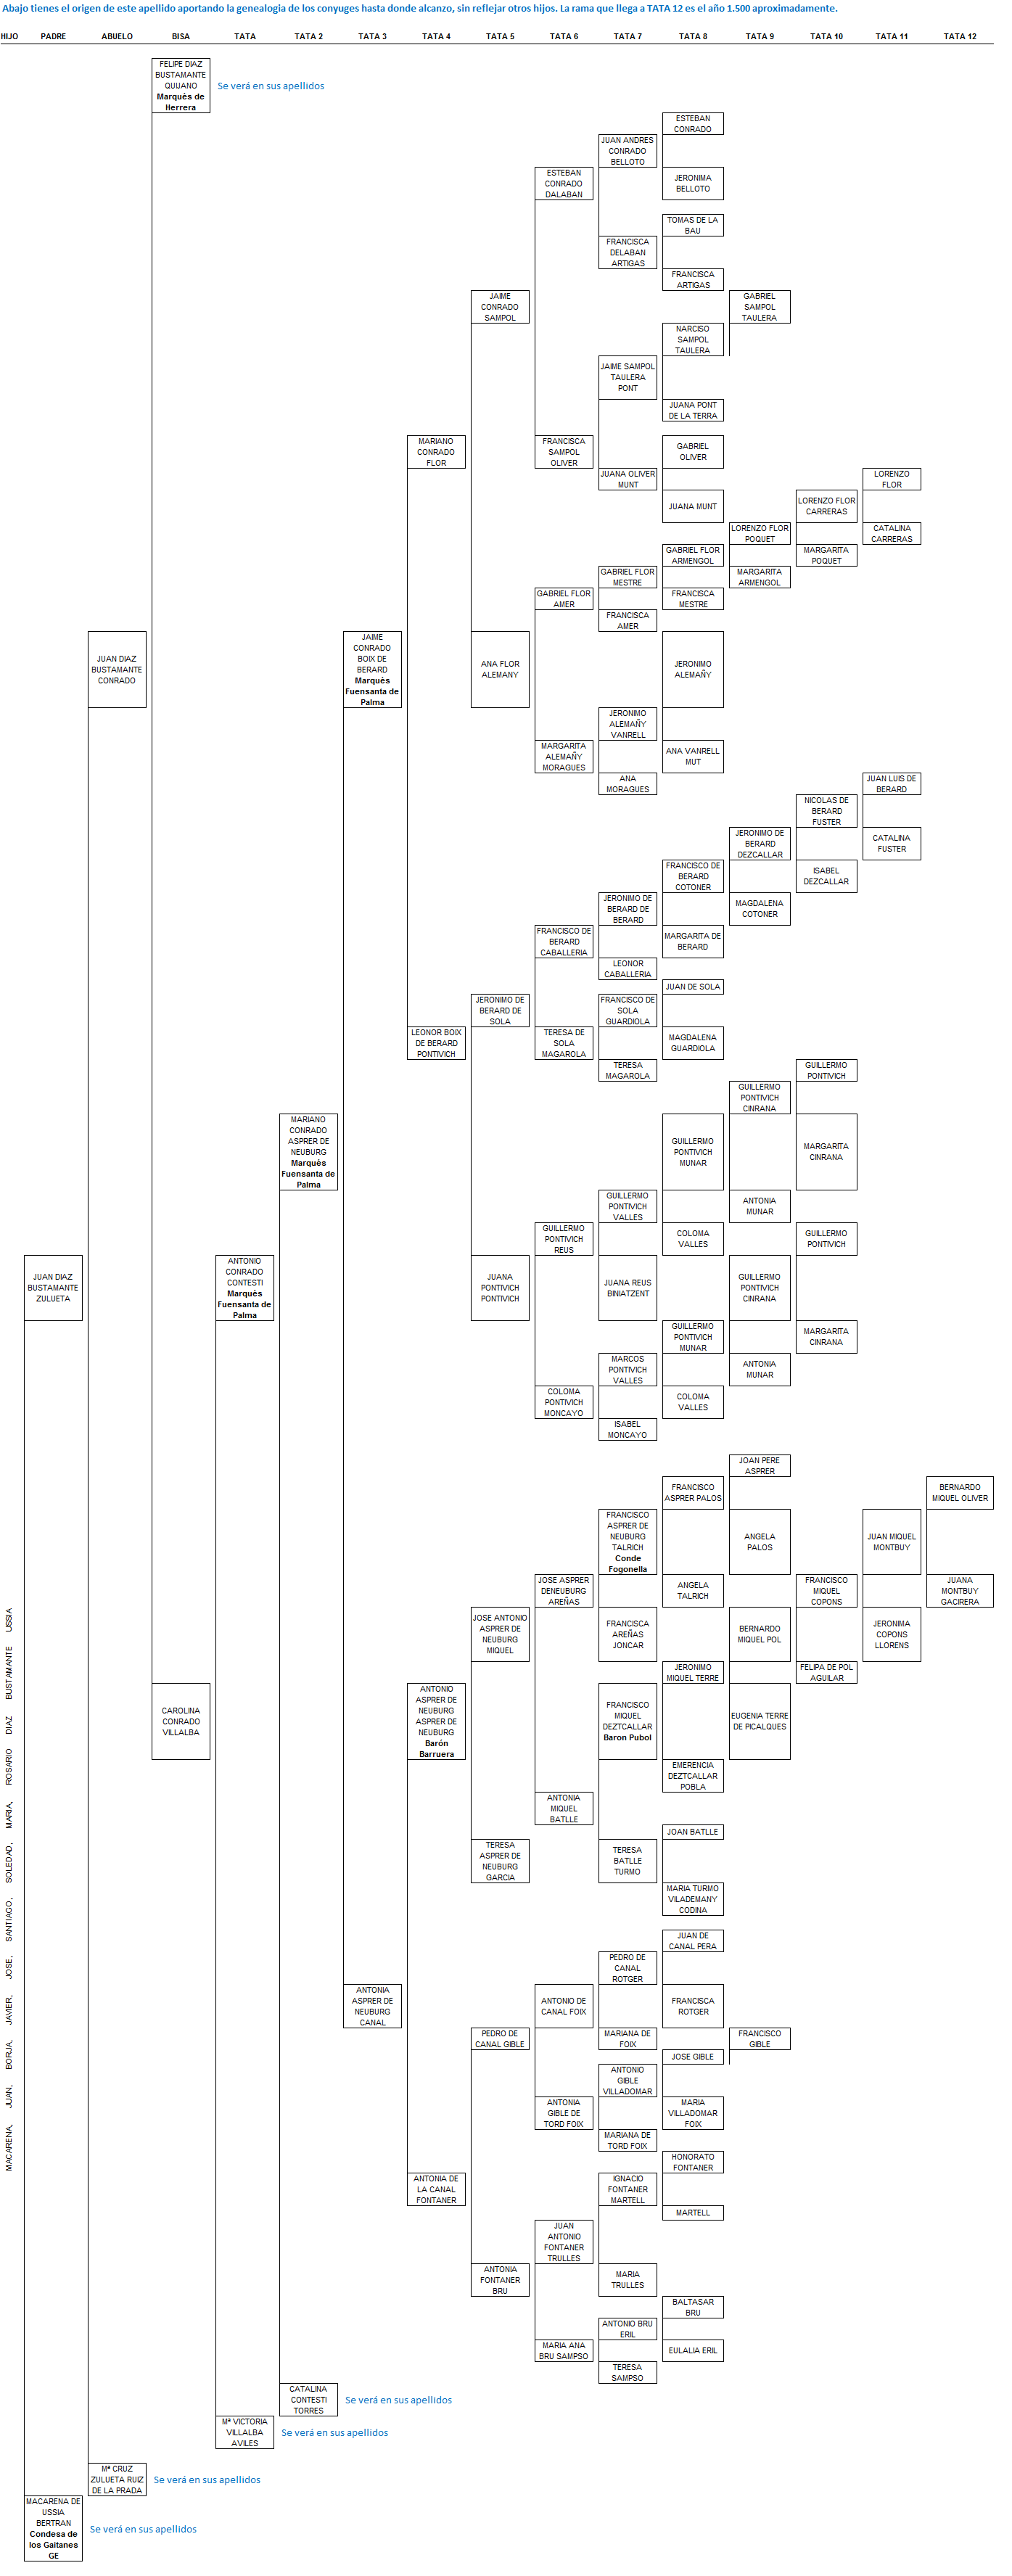 Abajo tienes el origen de este apellido aportando la genealogia de los conyuges hasta donde alcanzo, sin reflejar otros hijos. La rama que llega a TATA 12 es el año 1.500 aproximadamente.
HIJO PADRE ABUELO BISA TATA TATA 2 TATA 3 TATA 4 TATA 5 TATA 6 TATA 7 TATA 8 TATA 9 TATA 10 TATA 11 TATA 12
FELIPE DIAZ
BUSTAMANTE
QUIJANO
Marqués de
Herrera
Se verá en sus apellidos
ESTEBAN
CONRADO
JUAN ANDRES
CONRADO
BELLOTO
ESTEBAN
CONRADO
DALABAN
JERONIMA
BELLOTO
TOMAS DE LA
BAU
FRANCISCA
DELABAN
ARTIGAS
FRANCISCA
ARTIGAS
JAIME
CONRADO
SAMPOL
GABRIEL
SAMPOL
TAULERA
NARCISO
SAMPOL
TAULERA
JAIME SAMPOL
TAULERA
PONT
JUANA PONT
DE LA TERRA
MARIANO
CONRADO
FLOR
FRANCISCA
SAMPOL
OLIVER
GABRIEL
OLIVER
JUANA OLIVER
MUNT
LORENZO
FLOR
JUANA MUNT
LORENZO FLOR
CARRERAS
LORENZO FLOR
POQUET
CATALINA
CARRERAS
GABRIEL FLOR
ARMENGOL
MARGARITA
POQUET
GABRIEL FLOR
MESTRE
MARGARITA
ARMENGOL
GABRIEL FLOR
AMER
FRANCISCA
MESTRE
FRANCISCA
AMER
JUAN DIAZ
BUSTAMANTE
CONRADO
JAIME
CONRADO
BOIX DE
BERARD
Marqués
Fuensanta de
Palma
ANA FLOR
ALEMANY
JERONIMO
ALEMAÑY
JERONIMO
ALEMAÑY
VANRELL
MARGARITA
ALEMAÑY
MORAGUES
ANA VANRELL
MUT
ANA
MORAGUES
JUAN LUIS DE
BERARD
NICOLAS DE
BERARD
FUSTER
JERONIMO DE
BERARD
DEZCALLAR
CATALINA
FUSTER
FRANCISCO DE
BERARD
COTONER
ISABEL
DEZCALLAR
JERONIMO DE
BERARD DE
BERARD
MAGDALENA
COTONER
FRANCISCO DE
BERARD
CABALLERIA
MARGARITA DE
BERARD
LEONOR
CABALLERIA
JUAN DE SOLA
JERONIMO DE
BERARD DE
SOLA
FRANCISCO DE
SOLA
GUARDIOLA
LEONOR BOIX
DE BERARD
PONTIVICH
TERESA DE
SOLA
MAGAROLA
MAGDALENA
GUARDIOLA
TERESA
MAGAROLA
GUILLERMO
PONTIVICH
GUILLERMO
PONTIVICH
CINRANA
MARIANO
CONRADO
ASPRER DE
NEUBURG
Marqués
Fuensanta de
Palma
GUILLERMO
PONTIVICH
MUNAR
MARGARITA
CINRANA
GUILLERMO
PONTIVICH
VALLES
ANTONIA
MUNAR
GUILLERMO
PONTIVICH
REUS
COLOMA
VALLES
GUILLERMO
PONTIVICH
JUAN DIAZ
BUSTAMANTE
ZULUETA
ANTONIO
CONRADO
CONTESTI
Marqués
Fuensanta de
Palma
JUANA
PONTIVICH
PONTIVICH
JUANA REUS
BINIATZENT
GUILLERMO
PONTIVICH
CINRANA
GUILLERMO
PONTIVICH
MUNAR
MARGARITA
CINRANA
MARCOS
PONTIVICH
VALLES
ANTONIA
MUNAR
COLOMA
PONTIVICH
MONCAYO
COLOMA
VALLES
ISABEL
MONCAYO
JOAN PERE
ASPRER
FRANCISCO
ASPRER PALOS
BERNARDO
MIQUEL OLIVER
FRANCISCO
ASPRER DE
NEUBURG
TALRICH
Conde
Fogonella
ANGELA
PALOS
JUAN MIQUEL
MONTBUY
JOSE ASPRER
DENEUBURG
AREÑAS
ANGELA
TALRICH
FRANCISCO
MIQUEL
COPONS
JUANA
MONTBUY
GACIRERA
JOSE ANTONIO
ASPRER DE
NEUBURG
MIQUEL
FRANCISCA
AREÑAS
JONCAR
BERNARDO
MIQUEL POL
JERONIMA
COPONS
LLORENS
JERONIMO
MIQUEL TERRE
FELIPA DE POL
AGUILAR
CAROLINA
CONRADO
VILLALBA
ANTONIO
ASPRER DE
NEUBURG
ASPRER DE
NEUBURG
Barón
Barruera
FRANCISCO
MIQUEL
DEZTCALLAR
Baron Pubol
EUGENIA TERRE
DE PICALQUES
EMERENCIA
DEZTCALLAR
POBLA
ANTONIA
MIQUEL
BATLLE
JOAN BATLLE
TERESA
ASPRER DE
NEUBURG
GARCIA
TERESA
BATLLE
TURMO
MARIA TURMO
VILADEMANY
CODINA
JUAN DE
CANAL PERA
PEDRO DE
CANAL
ROTGER
ANTONIA
ASPRER DE
NEUBURG
CANAL
ANTONIO DE
CANAL FOIX
FRANCISCA
ROTGER
PEDRO DE
CANAL GIBLE
MARIANA DE
FOIX
FRANCISCO
GIBLE
JOSE GIBLE
ANTONIO
GIBLE
VILLADOMAR
ANTONIA
GIBLE DE
TORD FOIX
MARIA
VILLADOMAR
FOIX
MARIANA DE
TORD FOIX
HONORATO
FONTANER
ANTONIA DE
LA CANAL
FONTANER
IGNACIO
FONTANER
MARTELL
MARTELL
JUAN
ANTONIO
FONTANER
TRULLES
ANTONIA
FONTANER
BRU
MARIA
TRULLES
BALTASAR
BRU
ANTONIO BRU
ERIL
MARIA ANA
BRU SAMPSO
EULALIA ERIL
TERESA
SAMPSO
CATALINA
CONTESTI
TORRES
Se verá en sus apellidos
Mª VICTORIA
VILLALBA
AVILES
Se verá en sus apellidos
Mª CRUZ
ZULUETA RUIZ
DE LA PRADA
Se verá en sus apellidos
MACARENA DE
USSIA
BERTRAN
Condesa de
los Gaitanes
GE
Se verá en sus apellidos
MACARENA, JUAN, BORJA, JAVIER, JOSE, SANTIAGO, SOLEDAD, MARIA, ROSARIO DIAZ BUSTAMANTE USSIA